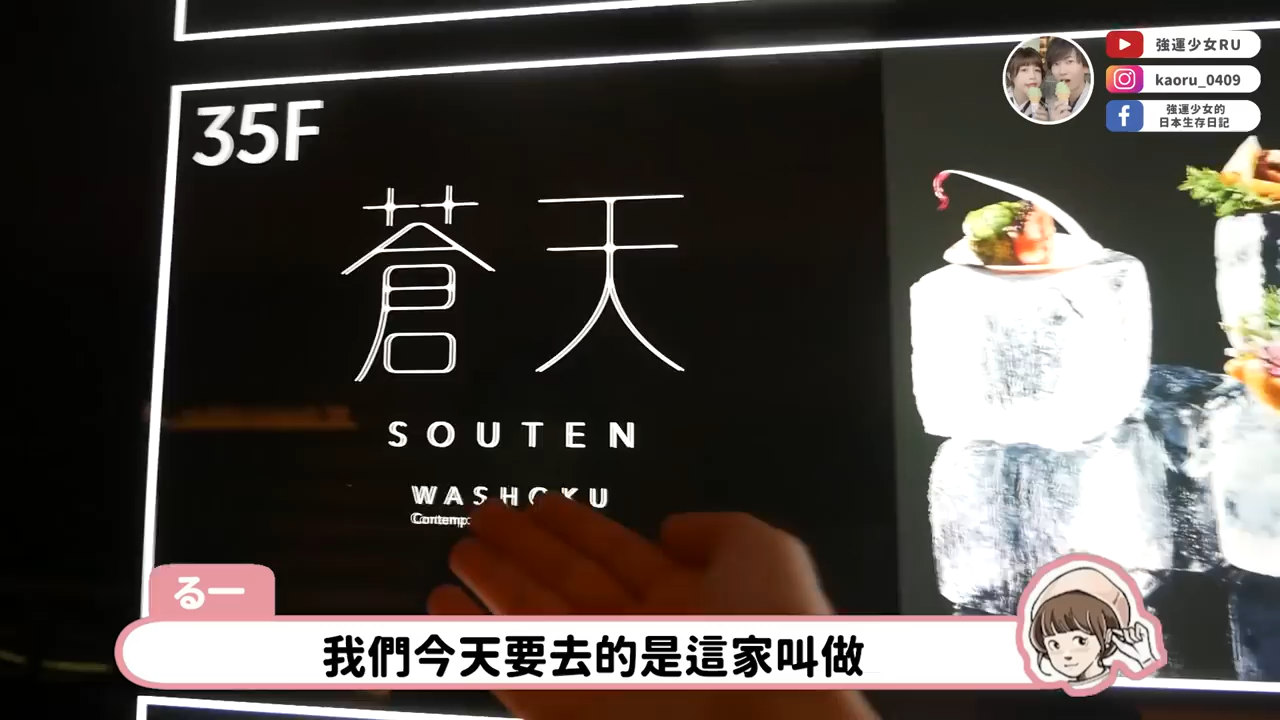 35F
蒼天
SOUTEN
WASHOKU
強運少女RU
kaoru_0409
強運少女的
日本生存日記
るー
我們今天要去的是這家叫做